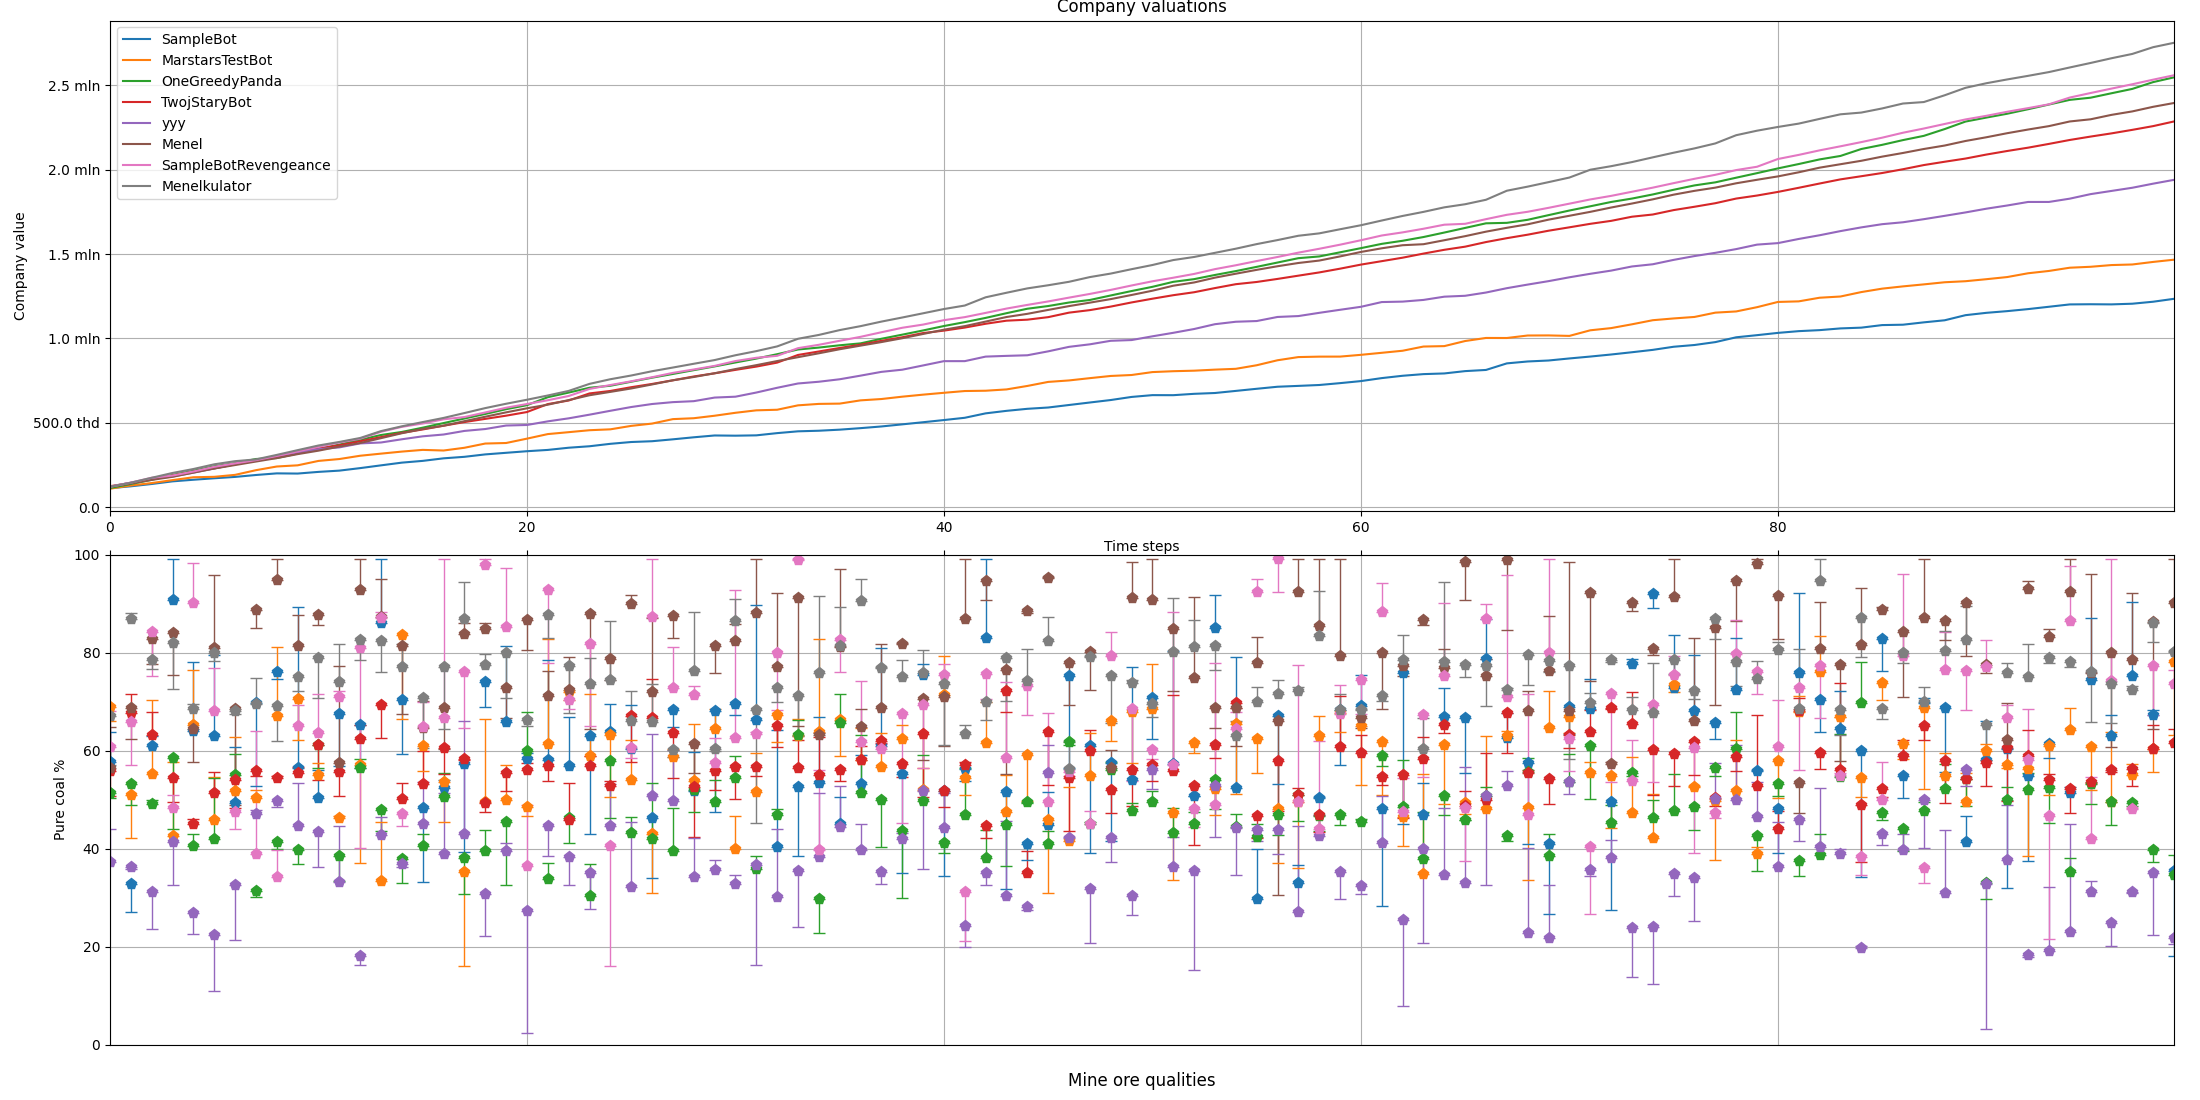 Company valuations
SampleBot
MarstarsTestBot
OneGreedyPanda
TwojStaryBot
yyy
Menel
SampleBotRevengeance
Menelkulator
Company value
2.5 mln
2.0 mln
1.5 mln
1.0 mln
500.0 thd
0.0
0 20 40 60 80
Time steps
Pure coal %
100
80
60
40
20
0
Mine ore qualities